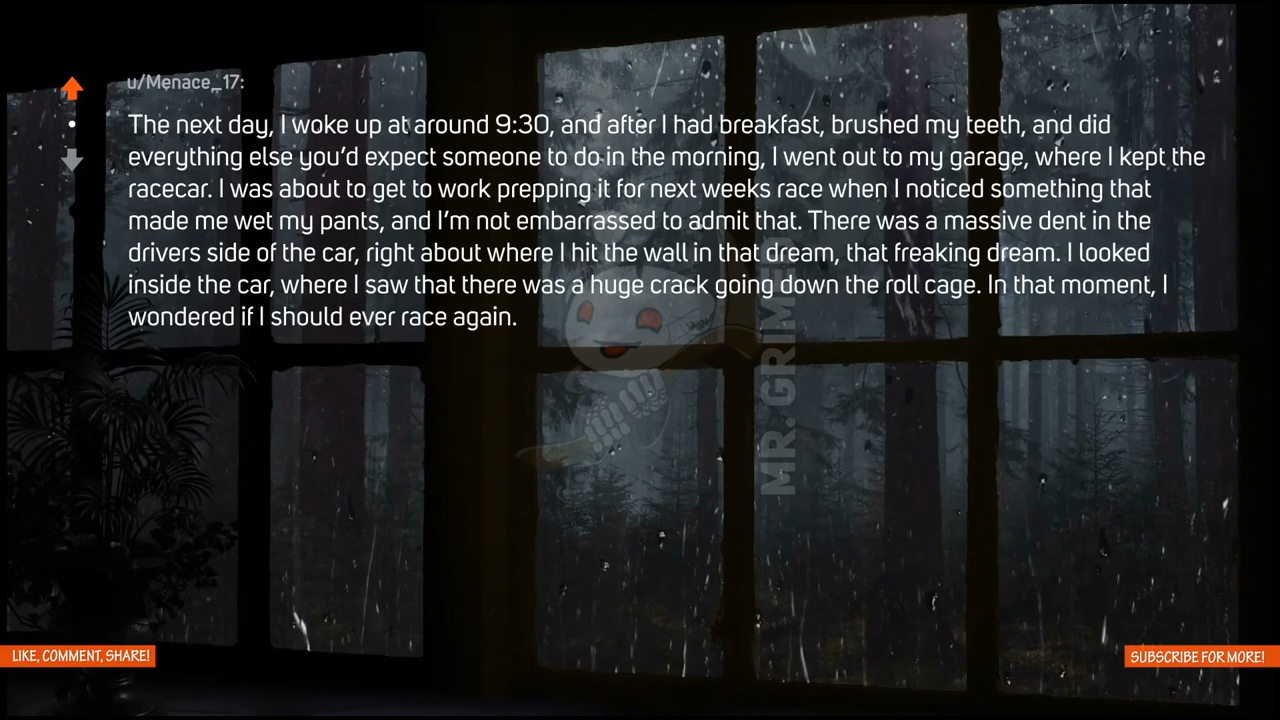 u/Menace_17:
The next day, I woke up at around 9:30, and after I had breakfast, brushed my teeth, and did
everything else you'd expect someone to do in the morning, I went out to my garage, where I kept the
racecar. I was about to get to work prepping it for next weeks race when I noticed something that
made me wet my pants, and I'm not embarrassed to admit that. There was a massive dent in the
drivers side of the car, right about where I hit the wall in that dream, that freaking dream. I looked
inside the car, where I saw that there was a huge crack going down the roll cage. In that moment, I
wondered if I should ever race again.
MR. GRIMES
LIKE, COMMENT, SHARE!
SUBSCRIBE FOR MORE!